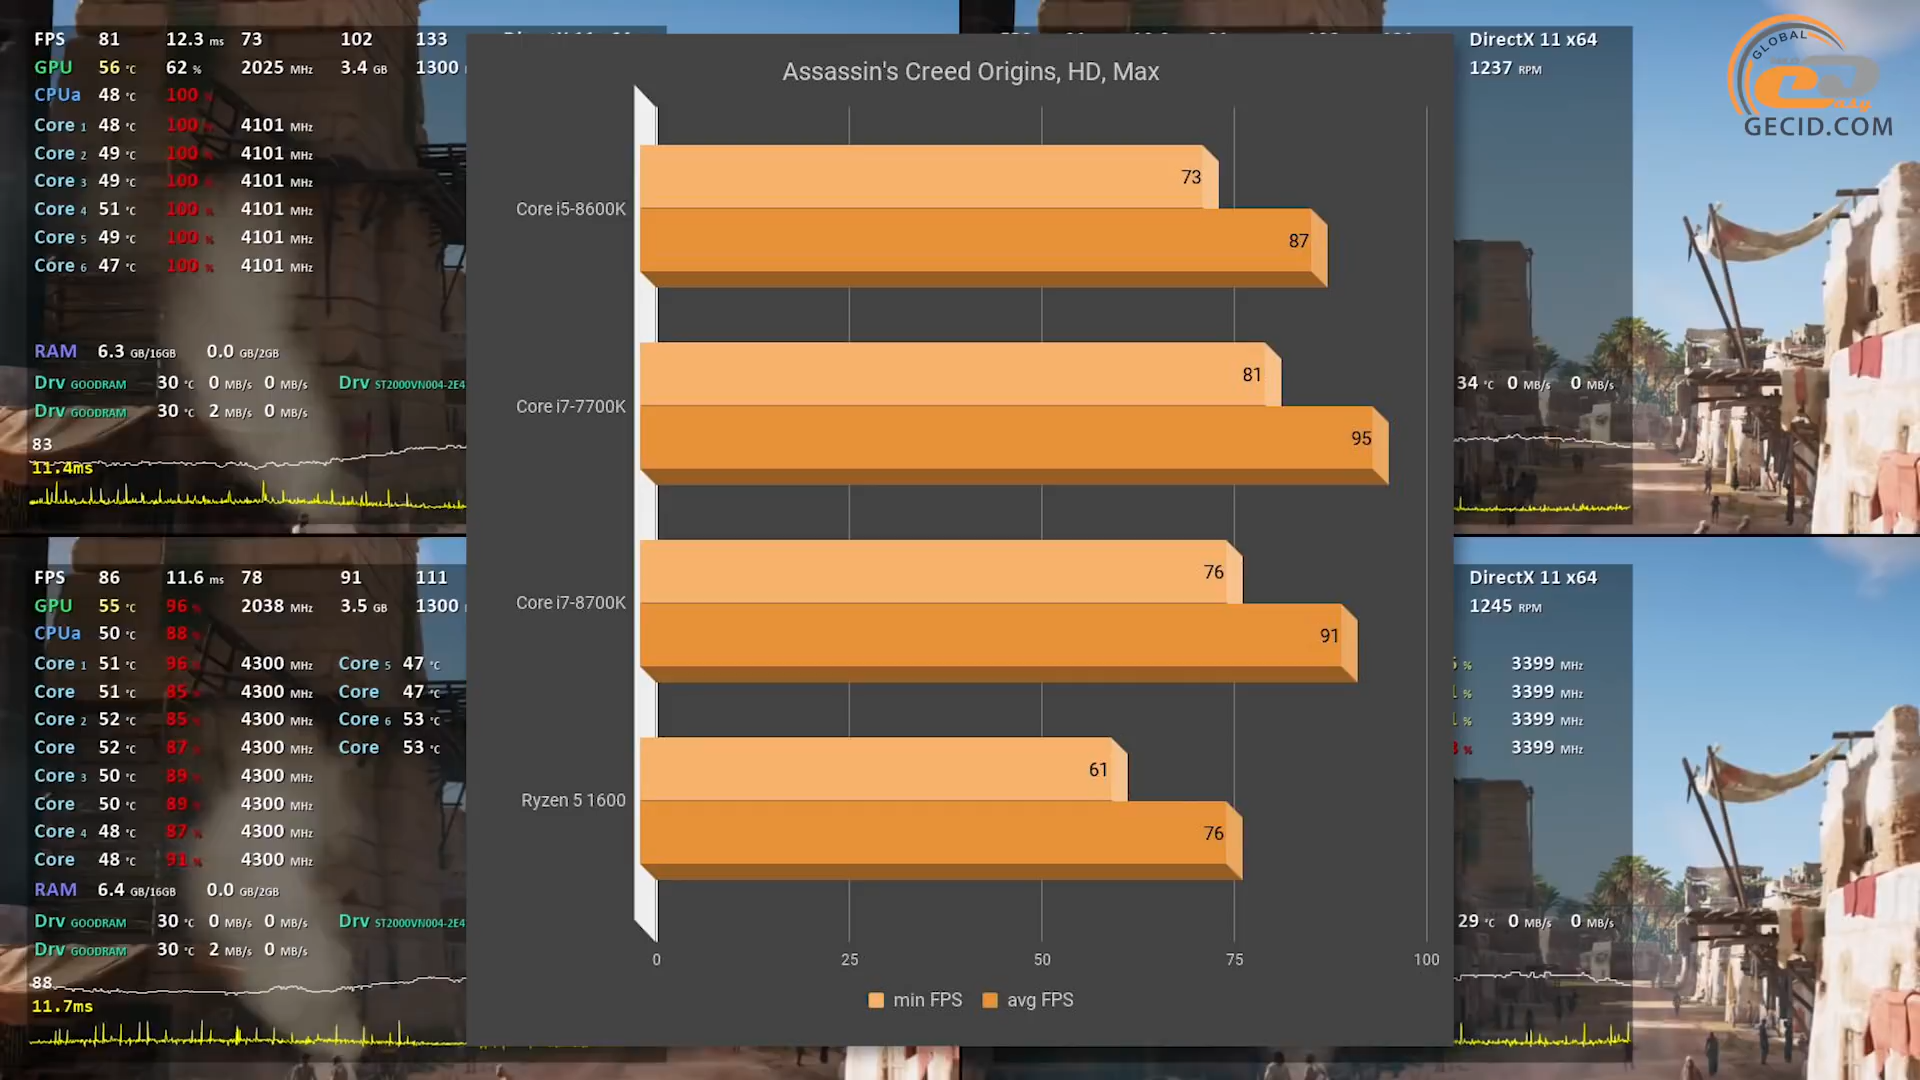 FPS 81 12.3 ms 73 102 133
GPU 56 °C 62 % 2025 MHz 3.4 GB 1300
CPUa 48 °C 100
Core 1 48 °C 100 4101 MHz
Core 2 49 °C 100 4101 MHz
Core 3 49 °C 100 4101 MHz
Core 4 51 °C 100 4101 MHz
Core 5 49 °C 100 4101 MHz
Core 6 47 °C 100 4101 MHz
RAM 6.3 GB/16GB 0.0 GB/2GB
Drv GOODRAM 30 °C 0 MB/s 0 MB/s Drv ST2000VN004-2E4
Drv GOODRAM 30 °C 2 MB/s 0 MB/s
83
11.4ms
DirectX 11 x64
1237 RPM
34 °C 0 MB/s 0 MB/s
GLOBAL
easy
GECID.COM
Assassin's Creed Origins, HD, Max
Core i5-8600K
73
87
Core i7-7700K
81
95
Core i7-8700K
76
91
Ryzen 5 1600
61
76
0 25 50 75 100
min FPS avg FPS
FPS 86 11.6 ms 78 91 111
GPU 55 °C 96 2038 MHz 3.5 GB 1300
CPUa 50 °C 88
Core 1 51 °C 96 4300 MHz Core 5 47 °C
Core 51 °C 85 4300 MHz Core 47 °C
Core 2 52 °C 85 4300 MHz Core 6 53 °C
Core 52 °C 87 4300 MHz Core 53 °C
Core 3 50 °C 89 4300 MHz
Core 50 °C 89 4300 MHz
Core 4 48 °C 87 4300 MHz
Core 48 °C 91 4300 MHz
RAM 6.4 GB/16GB 0.0 GB/2GB
Drv GOODRAM 30 °C 0 MB/s 0 MB/s Drv ST2000VN004-2E4
Drv GOODRAM 30 °C 2 MB/s 0 MB/s
88
11.7ms
DirectX 11 x64
1245 RPM
% 3399 MHz
% 3399 MHz
% 3399 MHz
% 3399 MHz
29 °C 0 MB/s 0 MB/s